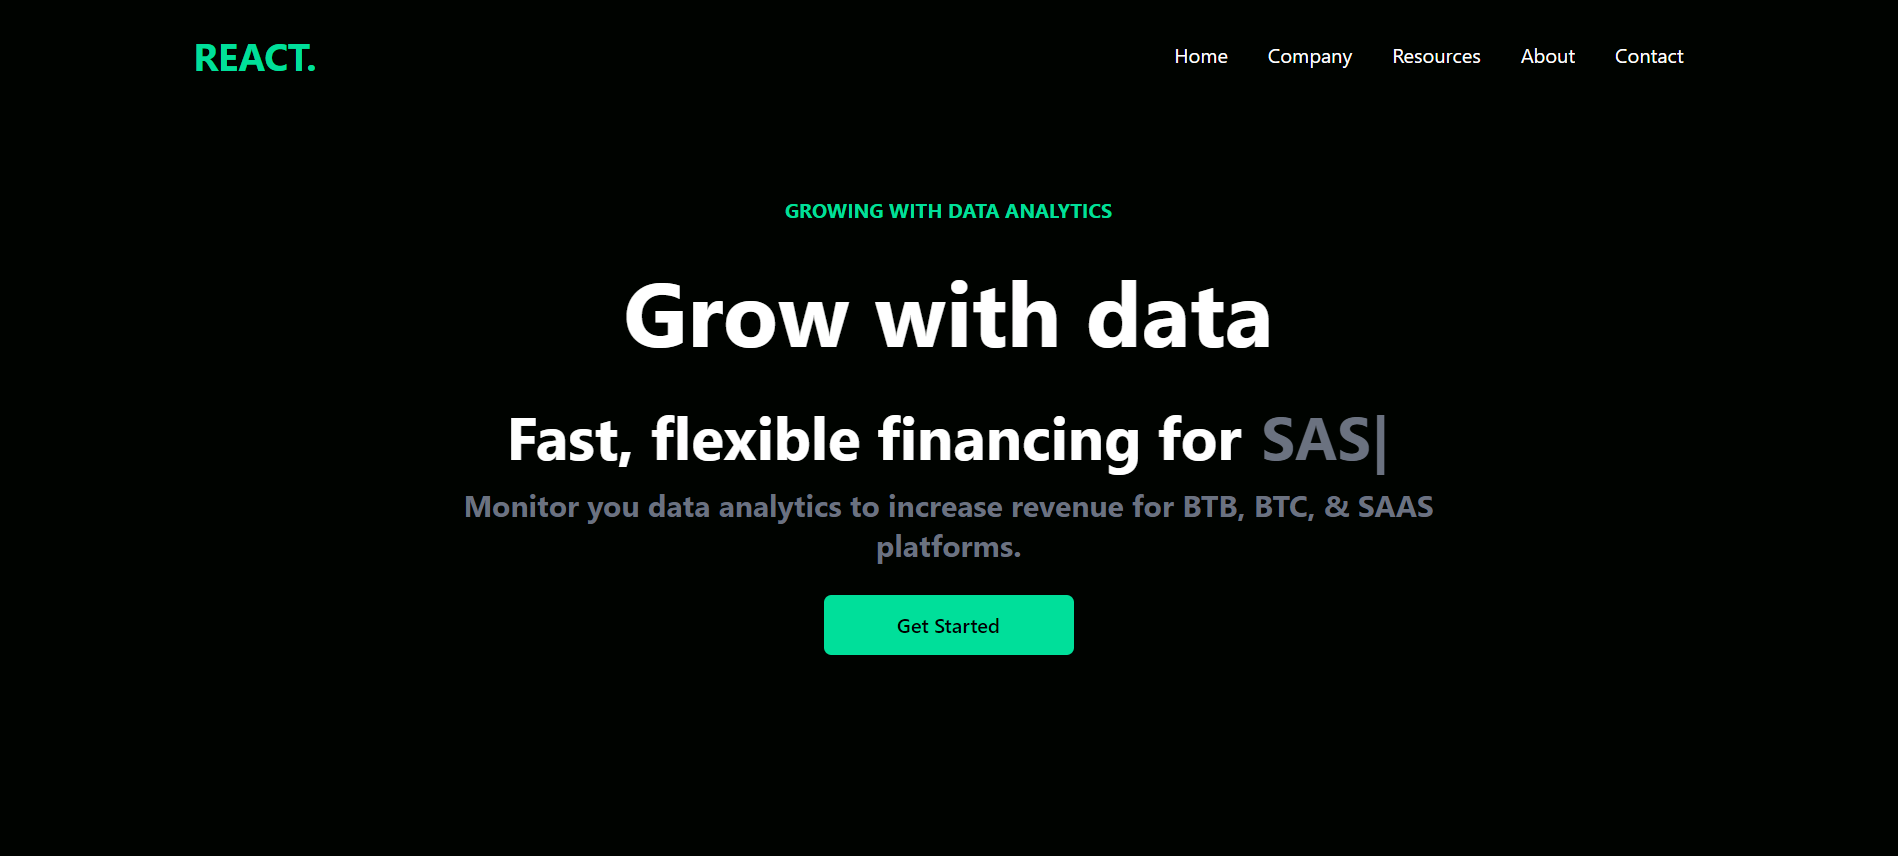 REACT.
Home Company Resources About Contact
GROWING WITH DATA ANALYTICS
Grow with data
Fast, flexible financing for SAS|
Monitor you data analytics to increase revenue for BTB, BTC, & SAAS
platforms.
Get Started